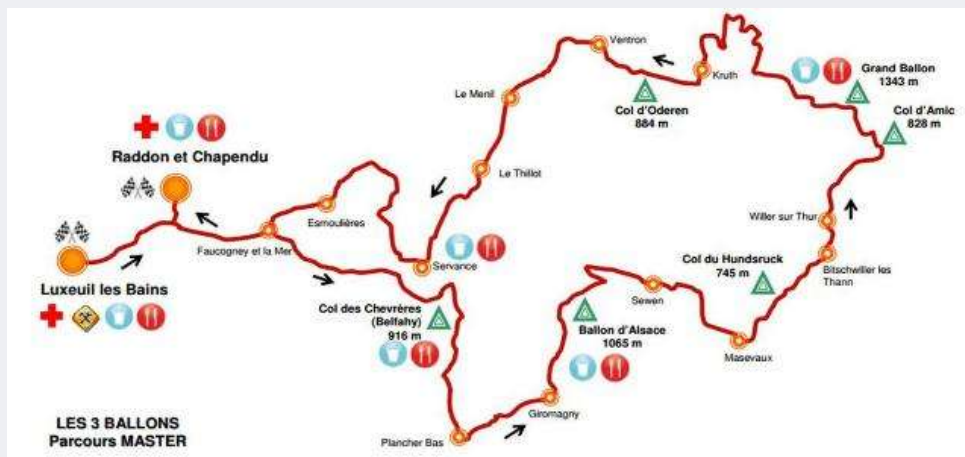 Ventron
Kruth
Grand Ballon
1343 m
Le Menil
Col d'Oderen
884 m
Col d'Amic
828 m
Raddon et Chapendu
Le Thillot
Esmoulières
Willer sur Thur
Faucogney et la Mer
Servance
Col du Hundsruck
745 m
Bitschwiller les
Thann
Luxeuil les Bains
Sewen
Col des Chevrères
(Belfahy)
916 m
Ballon d'Alsace
1065 m
Masevaux
Giromagny
LES 3 BALLONS
Parcours MASTER
Plancher Bas